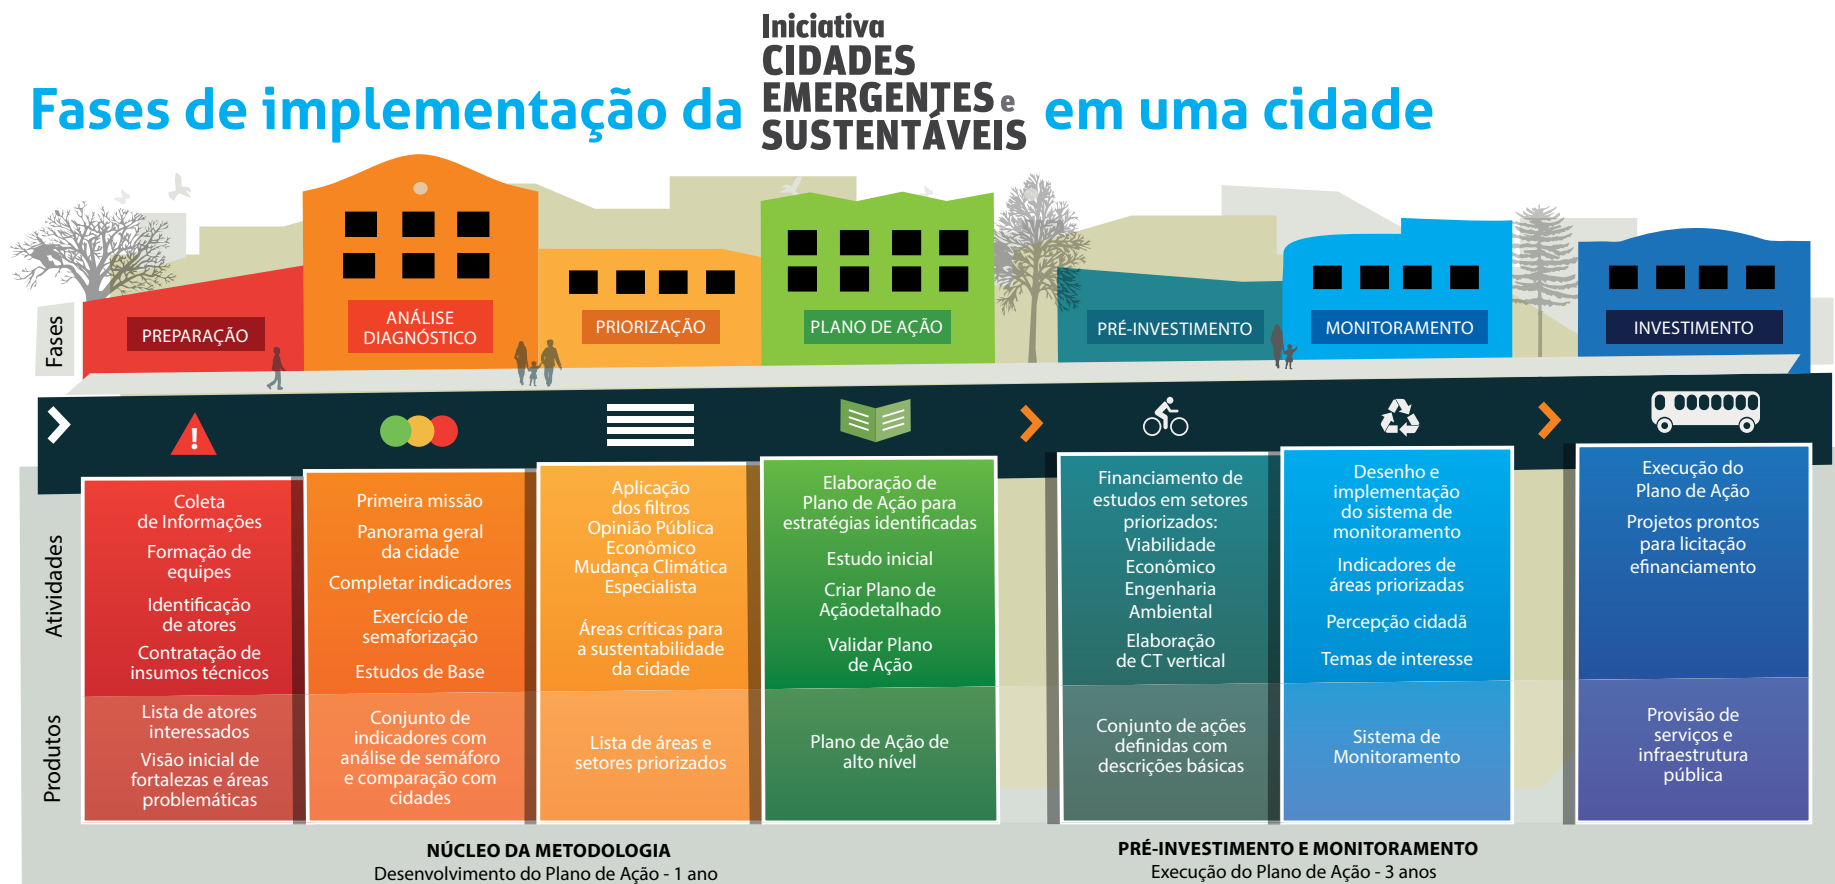 Fases de implementação da
Iniciativa
CIDADES
EMERGENTES e
SUSTENTÁVEIS
em uma cidade
Fases
PREPARAÇÃO
ANÁLISE
DIAGNÓSTICO
PRIORIZAÇÃO
PLANO DE AÇÃO
PRÉ-INVESTIMENTO
MONITORAMENTO
INVESTIMENTO
Atividades
Coleta
de Informações
Formação de
equipes
Identificação
de atores
Contratação de
insumos técnicos
Primeira missão
Panorama geral
da cidade
Completar indicadores
Exercício de
semaforização
Estudos de Base
Aplicação
dos filtros
Opinião Pública
Econômico
Mudança Climática
Especialista
Áreas críticas para
a sustentabilidade
da cidade
Elaboração de
Plano de Ação para
estratégias identificadas
Estudo inicial
Criar Plano de
Açãodetalhado
Validar Plano
de Ação
Financiamento de
estudos em setores
priorizados:
Viabilidade
Econômico
Engenharia
Ambiental
Elaboração
de CT vertical
Desenho e
implementação
do sistema de
monitoramento
Indicadores de
áreas priorizadas
Percepção cidadã
Temas de interesse
Execução do
Plano de Ação
Projetos prontos
para licitação
efinanciamento
Produtos
Lista de atores
interessados
Visão inicial de
fortalezas e áreas
problemáticas
Conjunto de
indicadores com
análise de semáforo
e comparação com
cidades
Lista de áreas e
setores priorizados
Plano de Ação de
alto nível
Conjunto de ações
definidas com
descrições básicas
Sistema de
Monitoramento
Provisão de
serviços e
infraestrutura
pública
NÚCLEO DA METODOLOGIA
Desenvolvimento do Plano de Ação - 1 ano
PRÉ-INVESTIMENTO E MONITORAMENTO
Execução do Plano de Ação - 3 anos